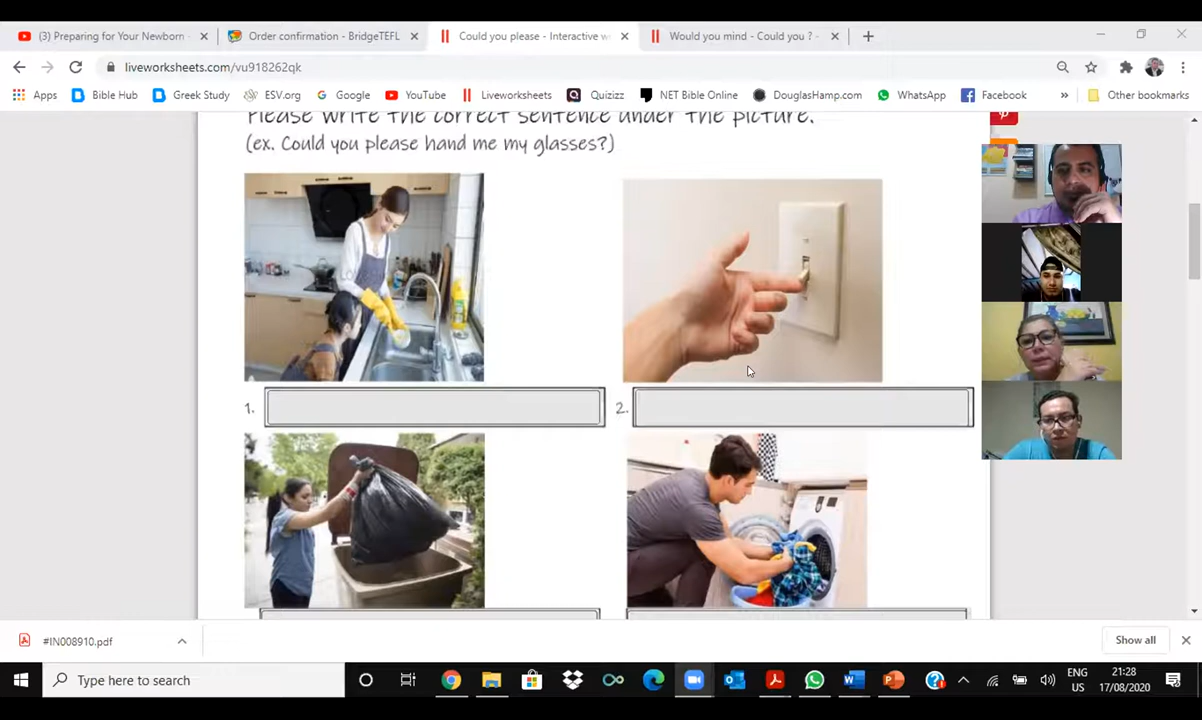 (3) Preparing for Your Newborn -
Order confirmation - BridgeTEFL
Could you please - Interactive w
Would you mind - Could you ? -
liveworksheets.com/vu918262qk
Apps
Bible Hub
Greek Study
ESV.org
Google
YouTube
Liveworksheets
Quizizz
NET Bible Online
DouglasHamp.com
WhatsApp
Facebook
»
Other bookmarks
Please write the correct sentence under the picture.
(ex. Could you please hand me my glasses?)
1.
2.
#IN008910.pdf
Show all
Type here to search
ENG
US
21:28
17/08/2020